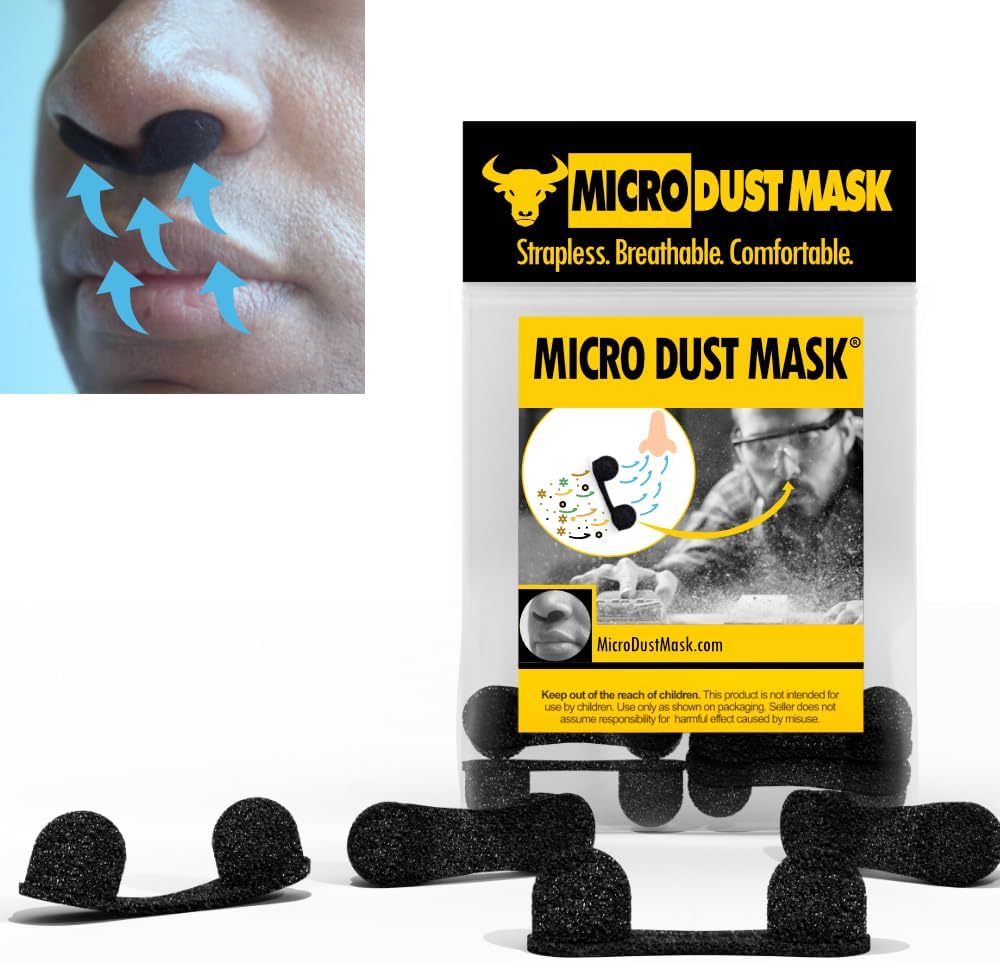 MICRO DUST MASK
Strapless. Breathable. Comfortable.
MICRO DUST MASK®
MicroDustMask.com
Keep out of the reach of children. This product is not intended for
use by children. Use only as shown on packaging. Seller does not
assume responsibility for harmful effect caused by misuse.